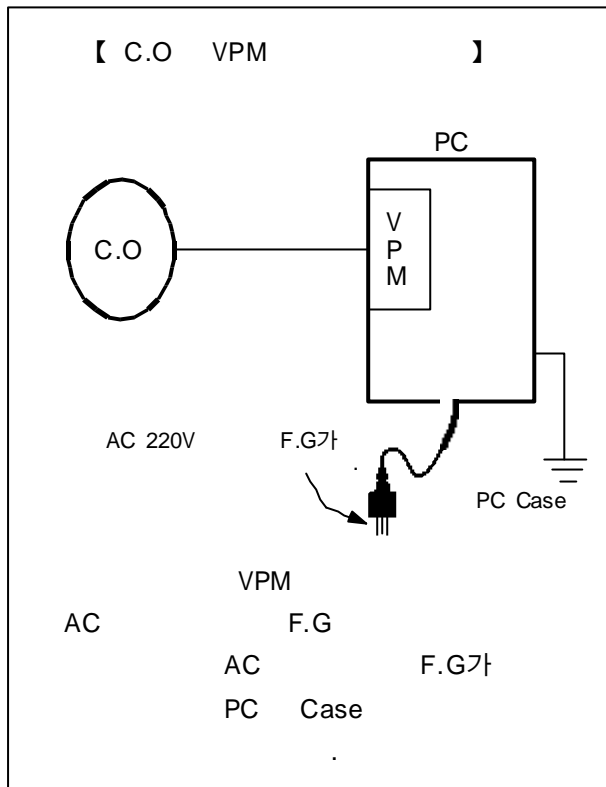 【 C.O VPM 】
PC
C.O
V
P
M
AC 220V F.G가
.
PC Case
VPM
AC F.G
AC F.G가
PC Case
.